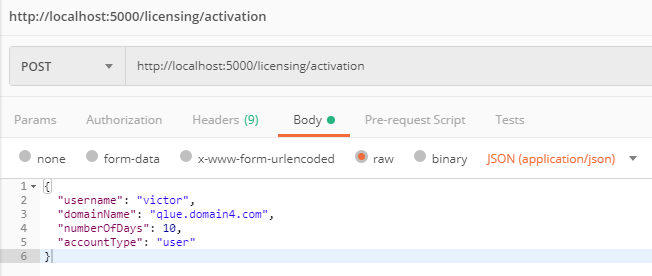 http://localhost:5000/licensing/activation
POST http://localhost:5000/licensing/activation
Params Authorization Headers (9) Body Pre-request Script Tests
none form-data x-www-form-urlencoded raw binary JSON (application/json)
1 {
2 "username": "victor",
3 "domainName": "qlue.domain4.com",
4 "numberOfDays": 10,
5 "accountType": "user"
6 }